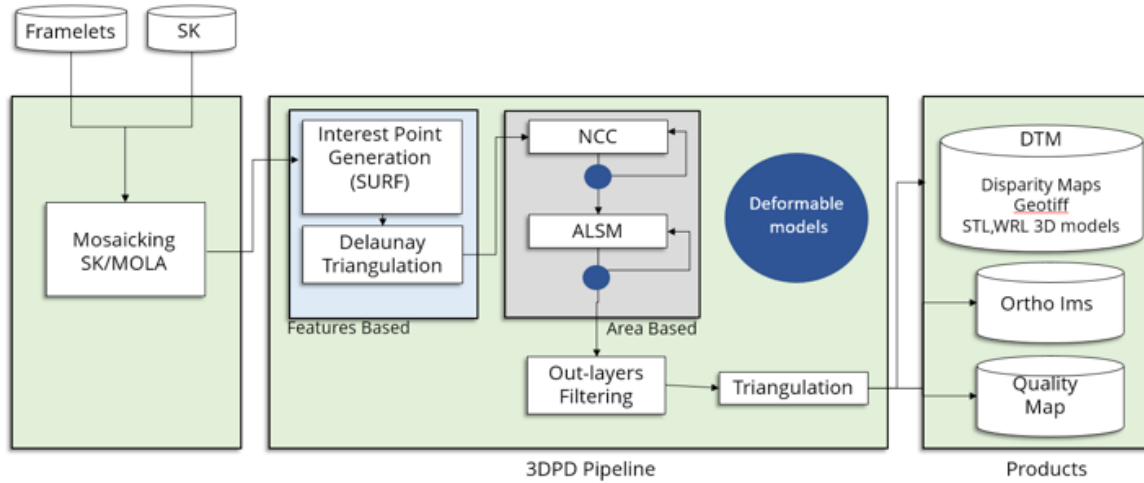 Framelets
SK
Mosaicking
SK/MOLA
Interest Point
Generation
(SURF)
Delaunay
Triangulation
Features Based
NCC
ALSM
Area Based
Deformable
models
Out-layers
Filtering
Triangulation
3DPD Pipeline
DTM
Disparity Maps
Geotiff
STL,WRL 3D models
Ortho Ims
Quality
Map
Products